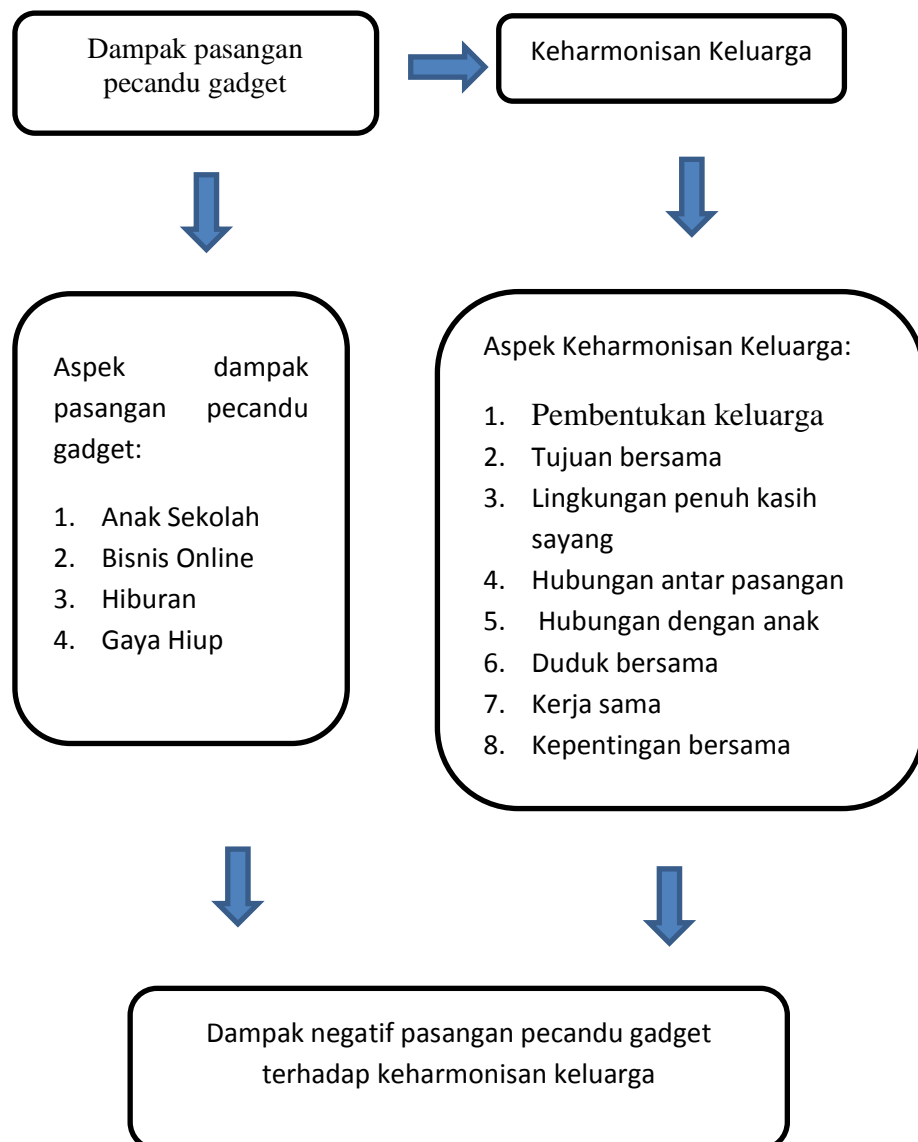 Dampak pasangan
pecandu gadget
Keharmonisan Keluarga
Aspek dampak
pasangan pecandu
gadget:
1. Anak Sekolah
2. Bisnis Online
3. Hiburan
4. Gaya Hiup
Aspek Keharmonisan Keluarga:
1. Pembentukan keluarga
2. Tujuan bersama
3. Lingkungan penuh kasih
sayang
4. Hubungan antar pasangan
5. Hubungan dengan anak
6. Duduk bersama
7. Kerja sama
8. Kepentingan bersama
Dampak negatif pasangan pecandu gadget
terhadap keharmonisan keluarga